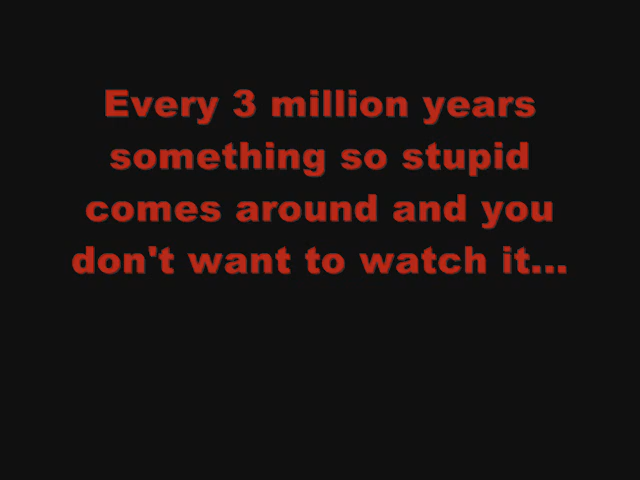 Every 3 million years
something so stupid
comes around and you
don't want to watch it...